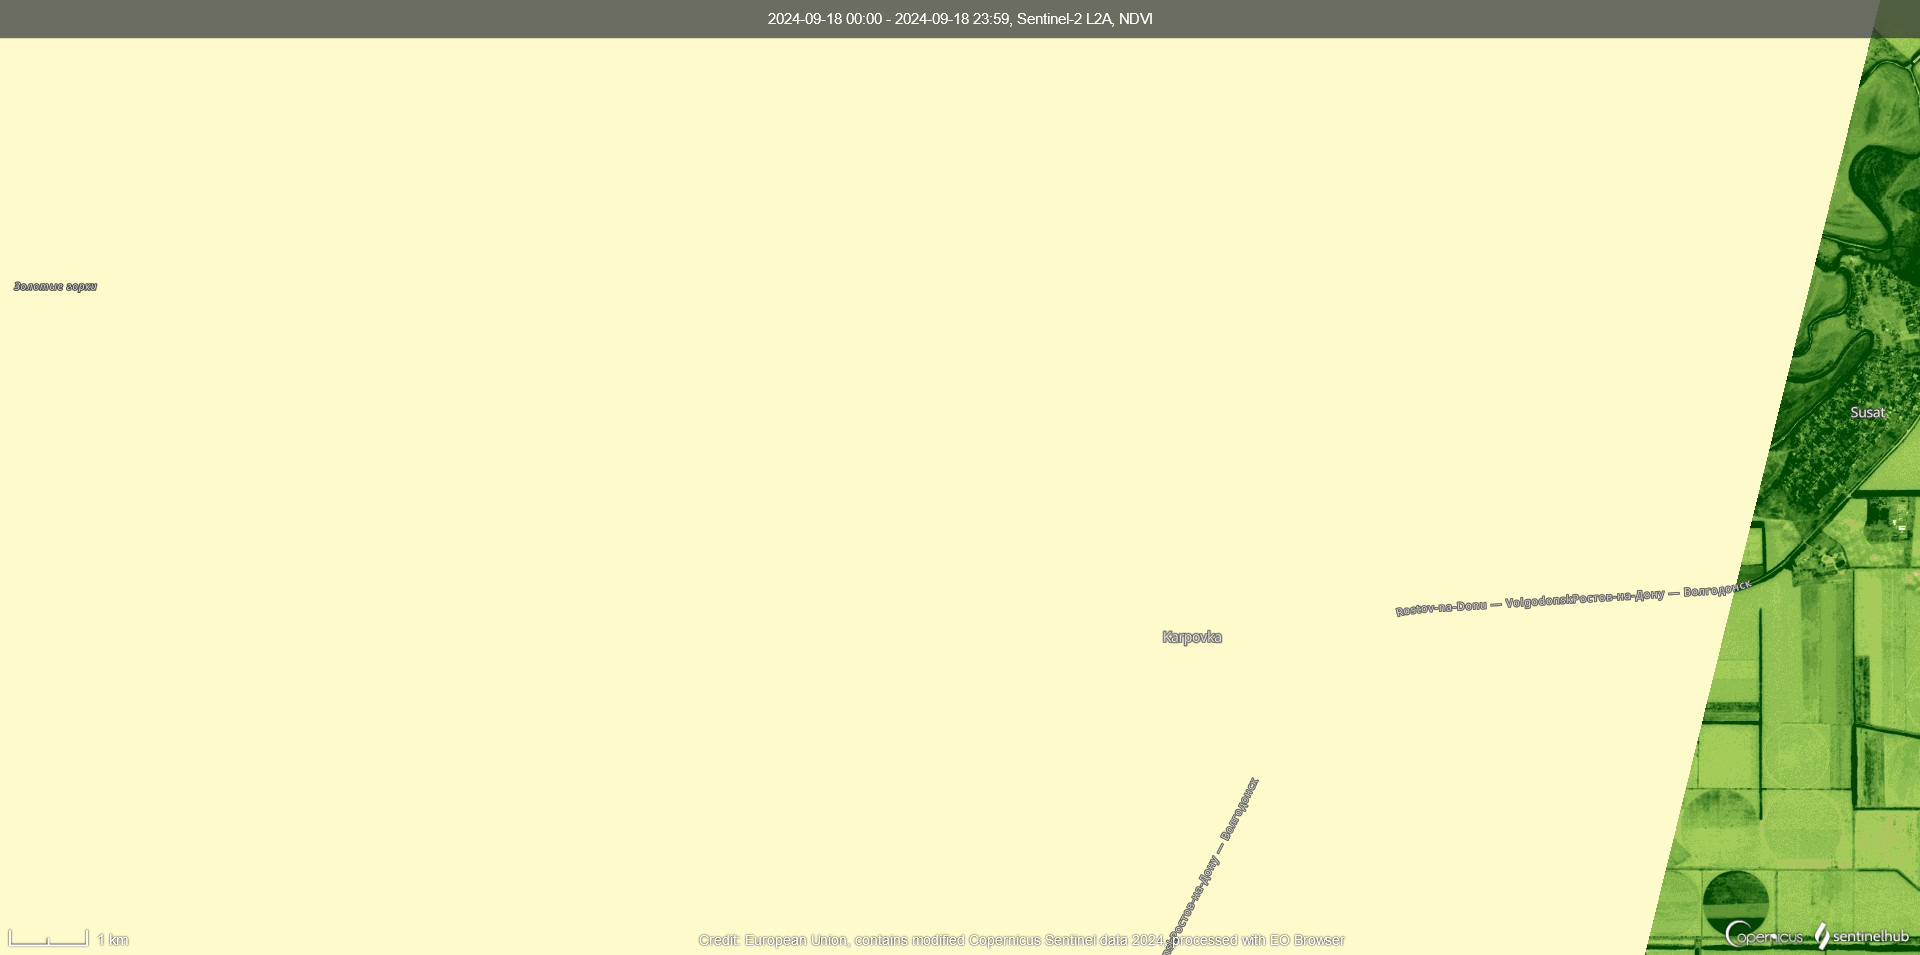 2024-09-18 00:00 - 2024-09-18 23:59, Sentinel-2 L2A, NDVI
Золотые горки
Susat
Rostov-na-Donu — VolgodonskРостов-на-Дону — Волгодонск
Karpovka
Ростов-на-Дону — Волгодонск
1 km
Credit: European Union, contains modified Copernicus Sentinel data 2024, processed with EO Browser
Copernicus
sentinelhub